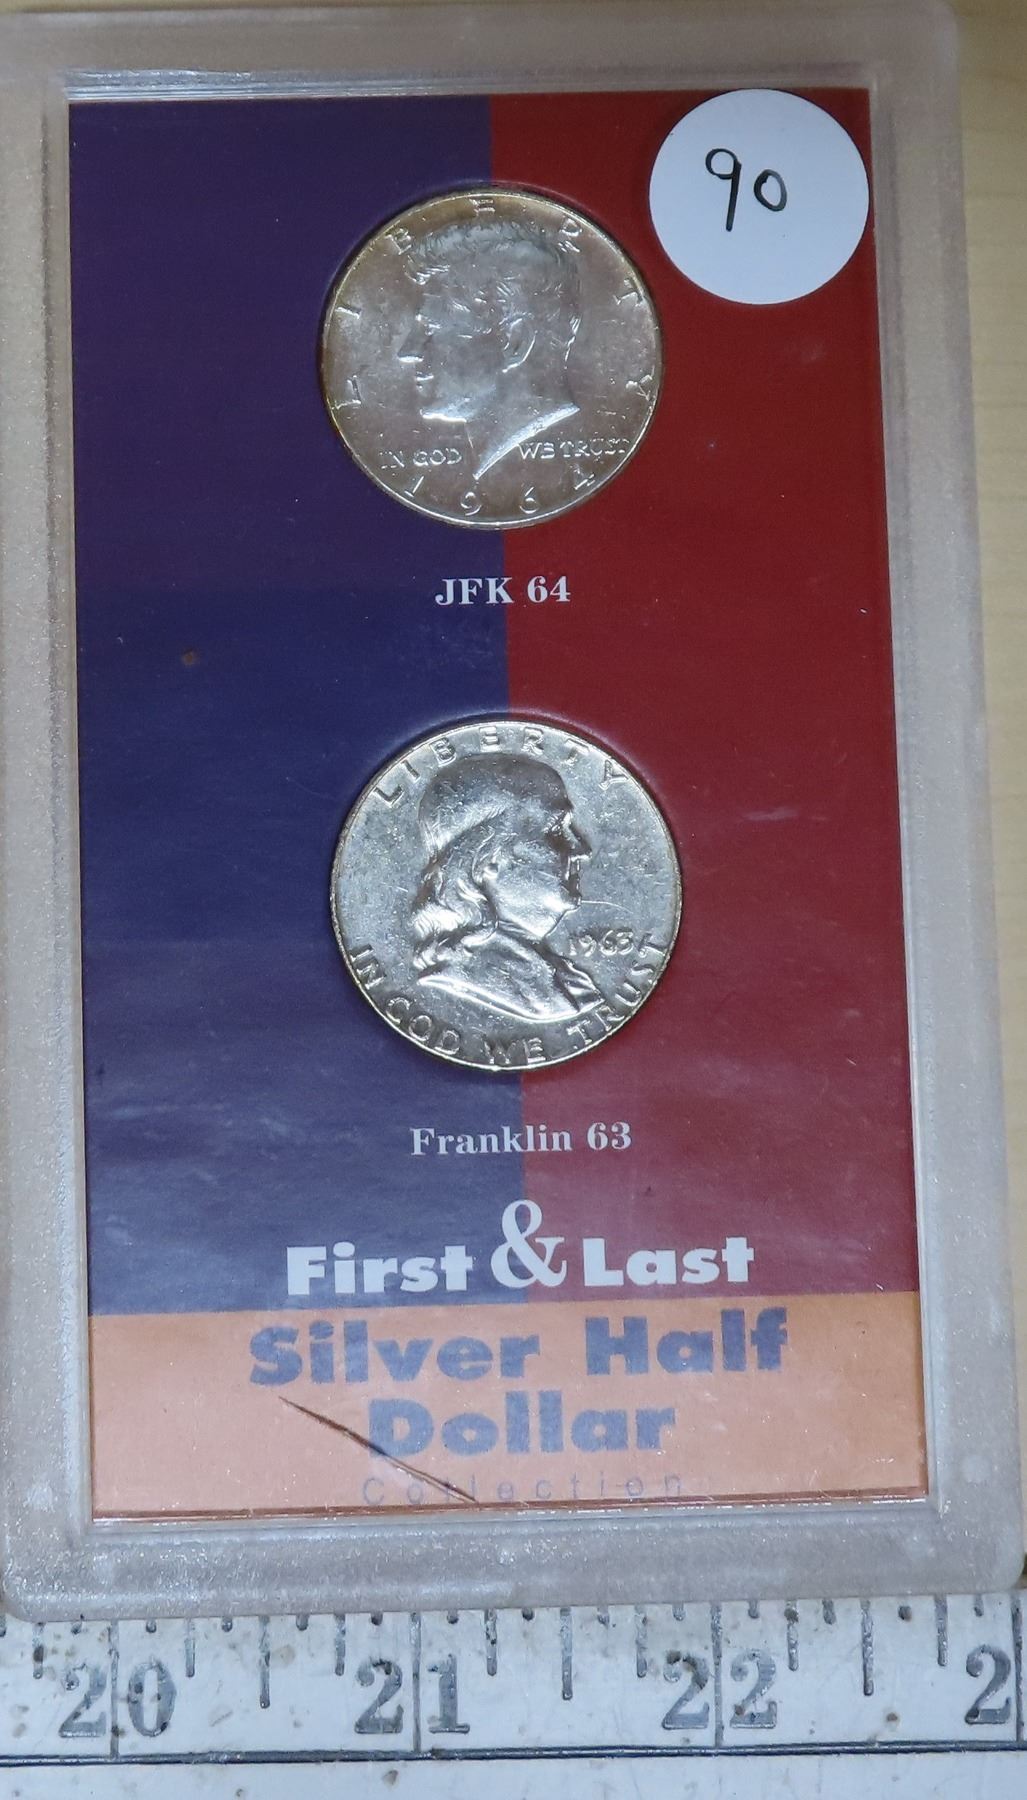 90
LIBERTY
IN GOD WE TRUST
1964
JFK 64
LIBERTY
1963
IN GOD WE TRUST
Franklin 63
First & Last
Silver Half
Dollar
Collection
20 21 22 2